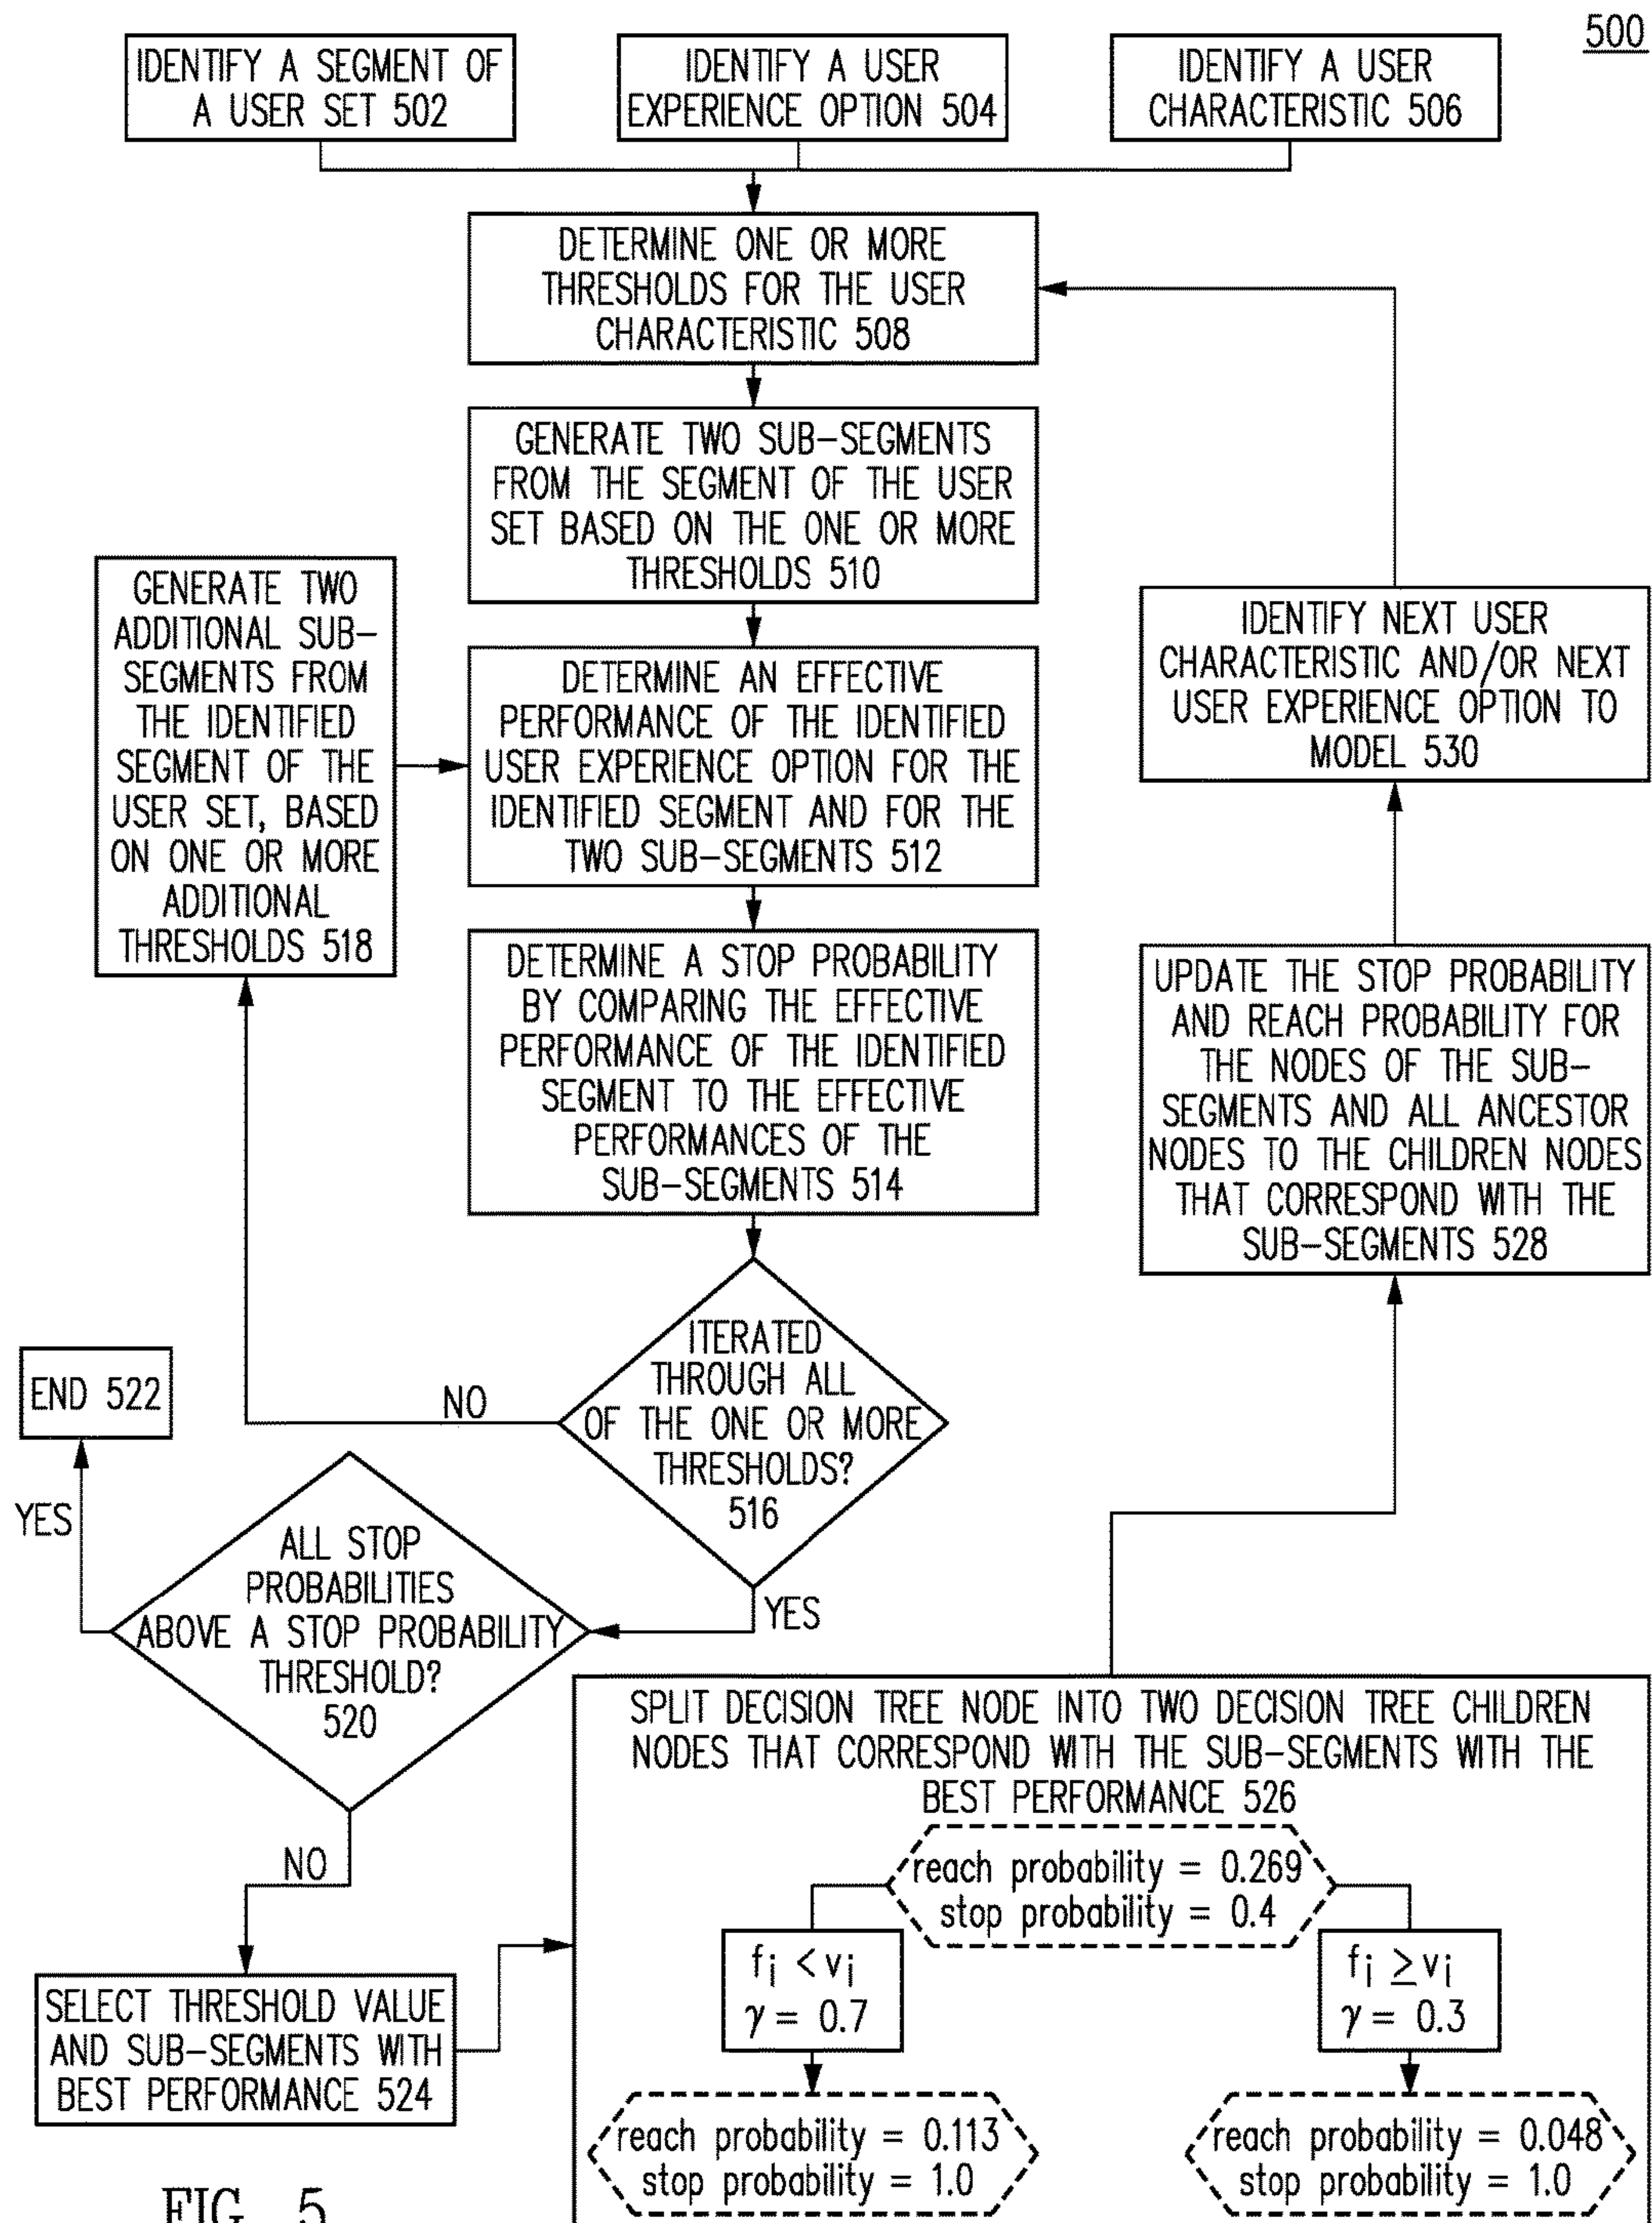 500
IDENTIFY A SEGMENT OF
A USER SET 502
IDENTIFY A USER
EXPERIENCE OPTION 504
IDENTIFY A USER
CHARACTERISTIC 506
DETERMINE ONE OR MORE
THRESHOLDS FOR THE USER
CHARACTERISTIC 508
GENERATE TWO SUB-SEGMENTS
FROM THE SEGMENT OF THE USER
SET BASED ON THE ONE OR MORE
THRESHOLDS 510
GENERATE TWO
ADDITIONAL SUB-
SEGMENTS FROM
THE IDENTIFIED
SEGMENT OF THE
USER SET, BASED
ON ONE OR MORE
ADDITIONAL
THRESHOLDS 518
DETERMINE AN EFFECTIVE
PERFORMANCE OF THE IDENTIFIED
USER EXPERIENCE OPTION FOR THE
IDENTIFIED SEGMENT AND FOR THE
TWO SUB-SEGMENTS 512
IDENTIFY NEXT USER
CHARACTERISTIC AND/OR NEXT
USER EXPERIENCE OPTION TO
MODEL 530
DETERMINE A STOP PROBABILITY
BY COMPARING THE EFFECTIVE
PERFORMANCE OF THE IDENTIFIED
SEGMENT TO THE EFFECTIVE
PERFORMANCES OF THE
SUB-SEGMENTS 514
UPDATE THE STOP PROBABILITY
AND REACH PROBABILITY FOR
THE NODES OF THE SUB-
SEGMENTS AND ALL ANCESTOR
NODES TO THE CHILDREN NODES
THAT CORRESPOND WITH THE
SUB-SEGMENTS 528
ITERATED
THROUGH ALL
OF THE ONE OR MORE
THRESHOLDS?
516
NO
YES
END 522
YES
ALL STOP
PROBABILITIES
ABOVE A STOP PROBABILITY
THRESHOLD?
520
NO
SELECT THRESHOLD VALUE
AND SUB-SEGMENTS WITH
BEST PERFORMANCE 524
SPLIT DECISION TREE NODE INTO TWO DECISION TREE CHILDREN
NODES THAT CORRESPOND WITH THE SUB-SEGMENTS WITH THE
BEST PERFORMANCE 526
reach probability = 0.269
stop probability = 0.4
fi < vi
γ = 0.7
fi ≥ vi
γ = 0.3
reach probability = 0.113
stop probability = 1.0
reach probability = 0.048
stop probability = 1.0
FIG. 5